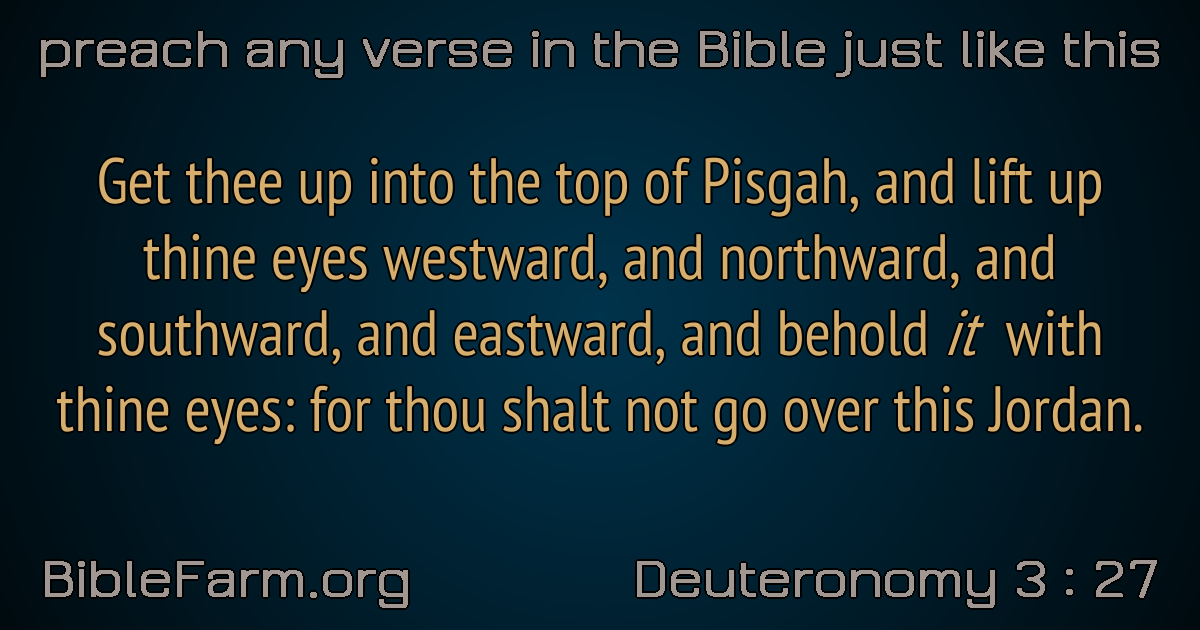 preach any verse in the Bible just like this
Get thee up into the top of Pisgah, and lift up
thine eyes westward, and northward, and
southward, and eastward, and behold it with
thine eyes: for thou shalt not go over this Jordan.
BibleFarm.org
Deuteronomy 3 : 27